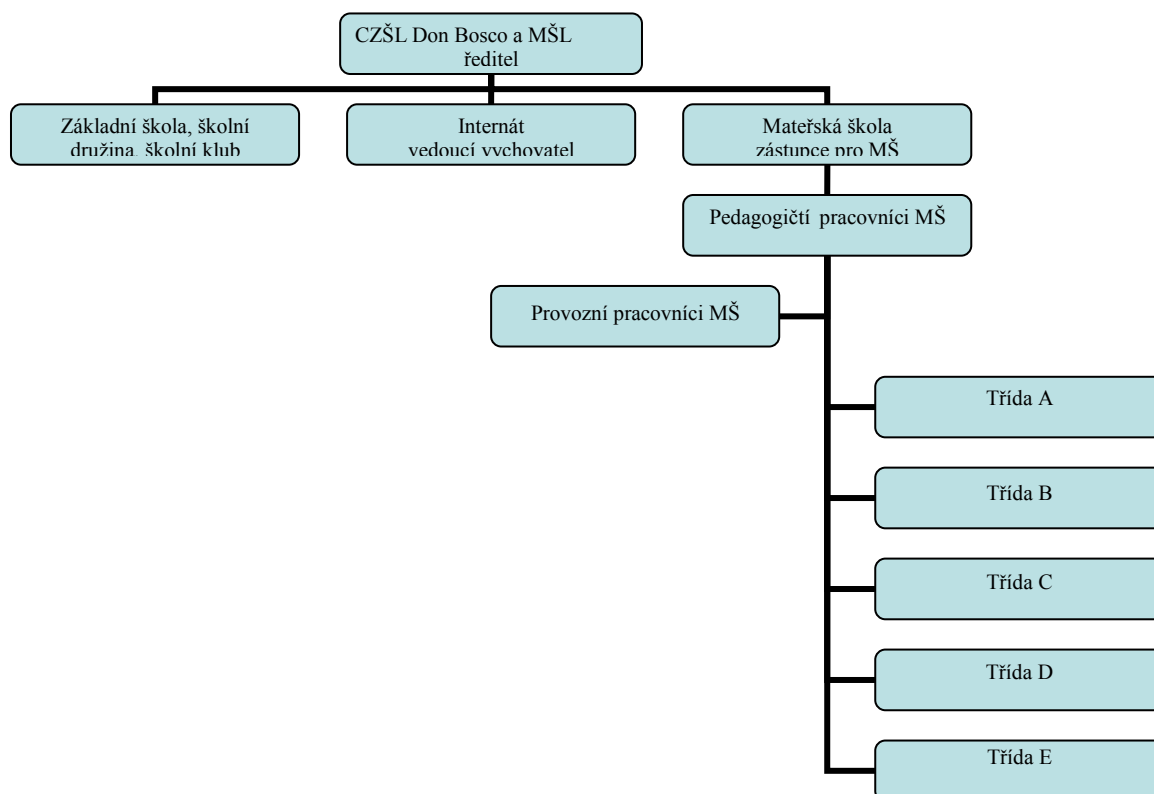 CZŠL Don Bosco a MŠL
ředitel
Základní škola, školní
družina, školní klub
Internát
vedoucí vychovatel
Mateřská škola
zástupce pro MŠ
Pedagogičtí pracovníci MŠ
Provozní pracovníci MŠ
Třída A
Třída B
Třída C
Třída D
Třída E